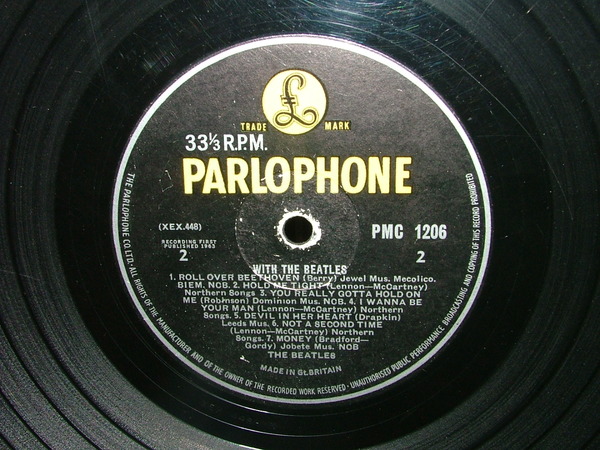 £
TRADE MARK
33⅓ R.P.M.
PARLOPHONE
(XEX.448)
PMC 1206
RECORDING FIRST
PUBLISHED 1963
2
2
WITH THE BEATLES
1. ROLL OVER BEETHOVEN (Berry) Jewel Mus. Mecolico.
BIEM. NCB. 2. HOLD ME TIGHT (Lennon—McCartney)
Northern Songs 3. YOU REALLY GOTTA HOLD ON
ME (Robinson) Dominion Mus. NCB. 4. I WANNA BE
YOUR MAN (Lennon—McCartney) Northern
Songs. 5. DEVIL IN HER HEART (Drapkin)
Leeds Mus. 6. NOT A SECOND TIME
(Lennon—McCartney) Northern
Songs. 7. MONEY (Bradford—
Gordy) Jobete Mus. NCB
THE BEATLES
MADE IN Gt. BRITAIN
THE PARLOPHONE CO. LTD. ALL RIGHTS OF THE MANUFACTURER AND OF THE OWNER OF THE RECORDED WORK RESERVED · UNAUTHORISED PUBLIC PERFORMANCE BROADCASTING AND COPYING OF THIS RECORD PROHIBITED